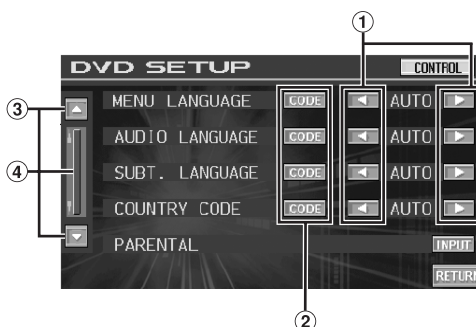 ①
DVD SETUP CONTROL
③ MENU LANGUAGE CODE AUTO
AUDIO LANGUAGE CODE AUTO
④ SUBT. LANGUAGE CODE AUTO
COUNTRY CODE CODE AUTO
PARENTAL INPUT
RETURN
②